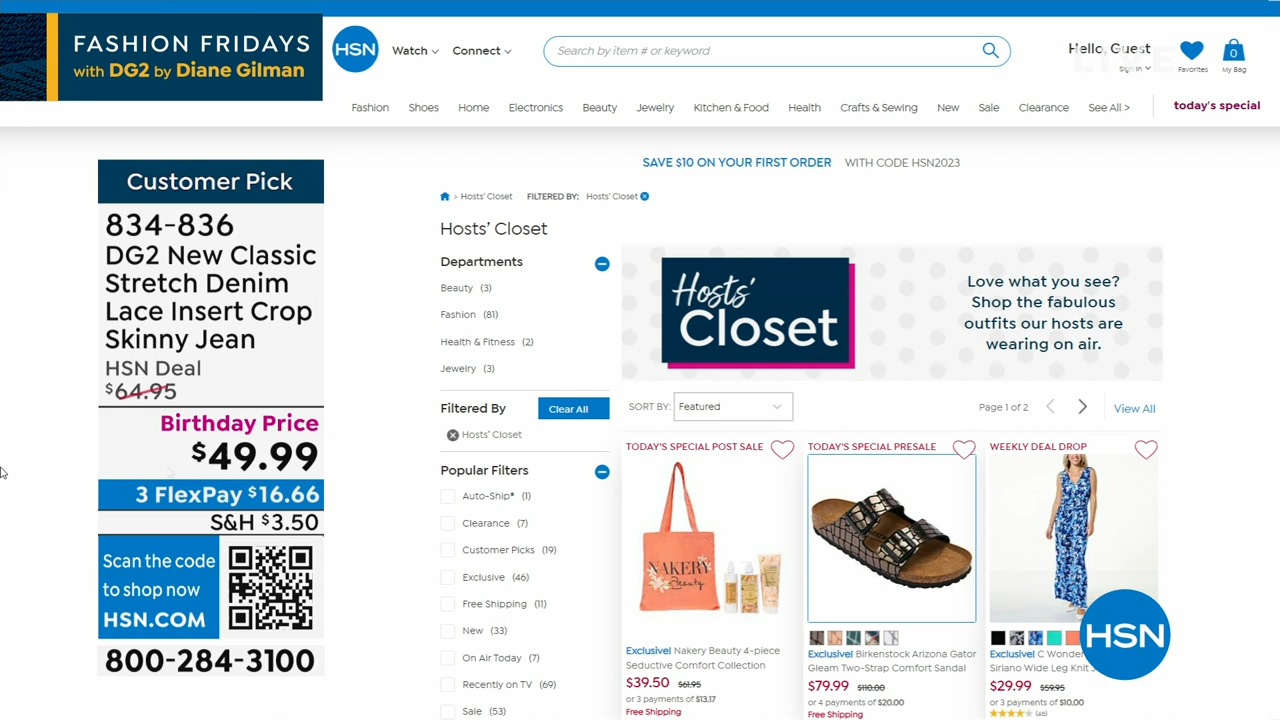 FASHION FRIDAYS
with DG2 by Diane Gilman
HSN
Watch
Connect
Search by item # or keyword
Hello, Guest
Sign In
LIVE
Favorites
0
My Bag
Fashion
Shoes
Home
Electronics
Beauty
Jewelry
Kitchen & Food
Health
Crafts & Sewing
New
Sale
Clearance
See All >
today's special
Customer Pick
834-836
DG2 New Classic
Stretch Denim
Lace Insert Crop
Skinny Jean
HSN Deal
$64.95
Birthday Price
$49.99
3 FlexPay $16.66
S&H $3.50
Scan the code
to shop now
HSN.COM
800-284-3100
SAVE $10 ON YOUR FIRST ORDER WITH CODE HSN2023
> Hosts' Closet FILTERED BY: Hosts' Closet
Hosts' Closet
Departments
Beauty (3)
Fashion (81)
Health & Fitness (2)
Jewelry (3)
Filtered By
Clear All
Hosts' Closet
Popular Filters
Auto-Ship® (1)
Clearance (7)
Customer Picks (19)
Exclusive (46)
Free Shipping (11)
New (33)
On Air Today (7)
Recently on TV (69)
Sale (53)
Hosts'
Closet
Love what you see?
Shop the fabulous
outfits our hosts are
wearing on air.
SORT BY: Featured
Page 1 of 2
View All
TODAY'S SPECIAL POST SALE
NAKERY
Beauty
Exclusive! Nakery Beauty 4-piece
Seductive Comfort Collection
$39.50 $61.95
or 3 payments of $13.17
Free Shipping
TODAY'S SPECIAL PRESALE
Exclusive! Birkenstock Arizona Gator
Gleam Two-Strap Comfort Sandal
$79.99 $110.00
or 4 payments of $20.00
Free Shipping
WEEKLY DEAL DROP
Exclusive! C Wonder
Siriano Wide Leg Knit
$29.99 $59.95
or 3 payments of $10.00
(46)
HSN